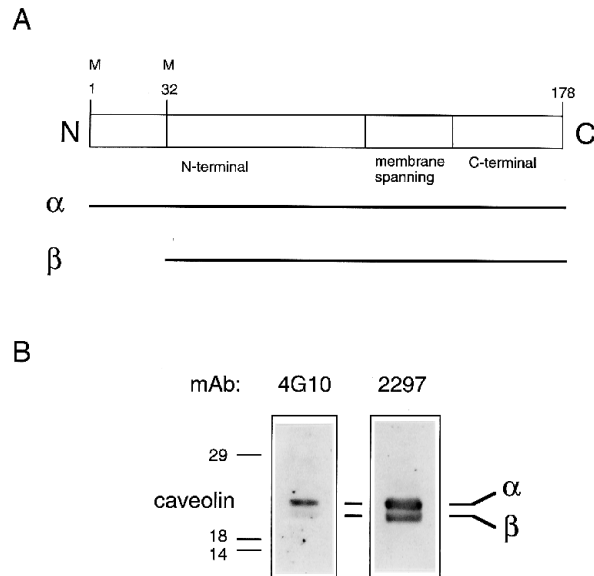 A
M M
1 32 178
N C
N-terminal membrane spanning C-terminal
α
β
B
mAb: 4G10 2297
29
caveolin α
β
18
14